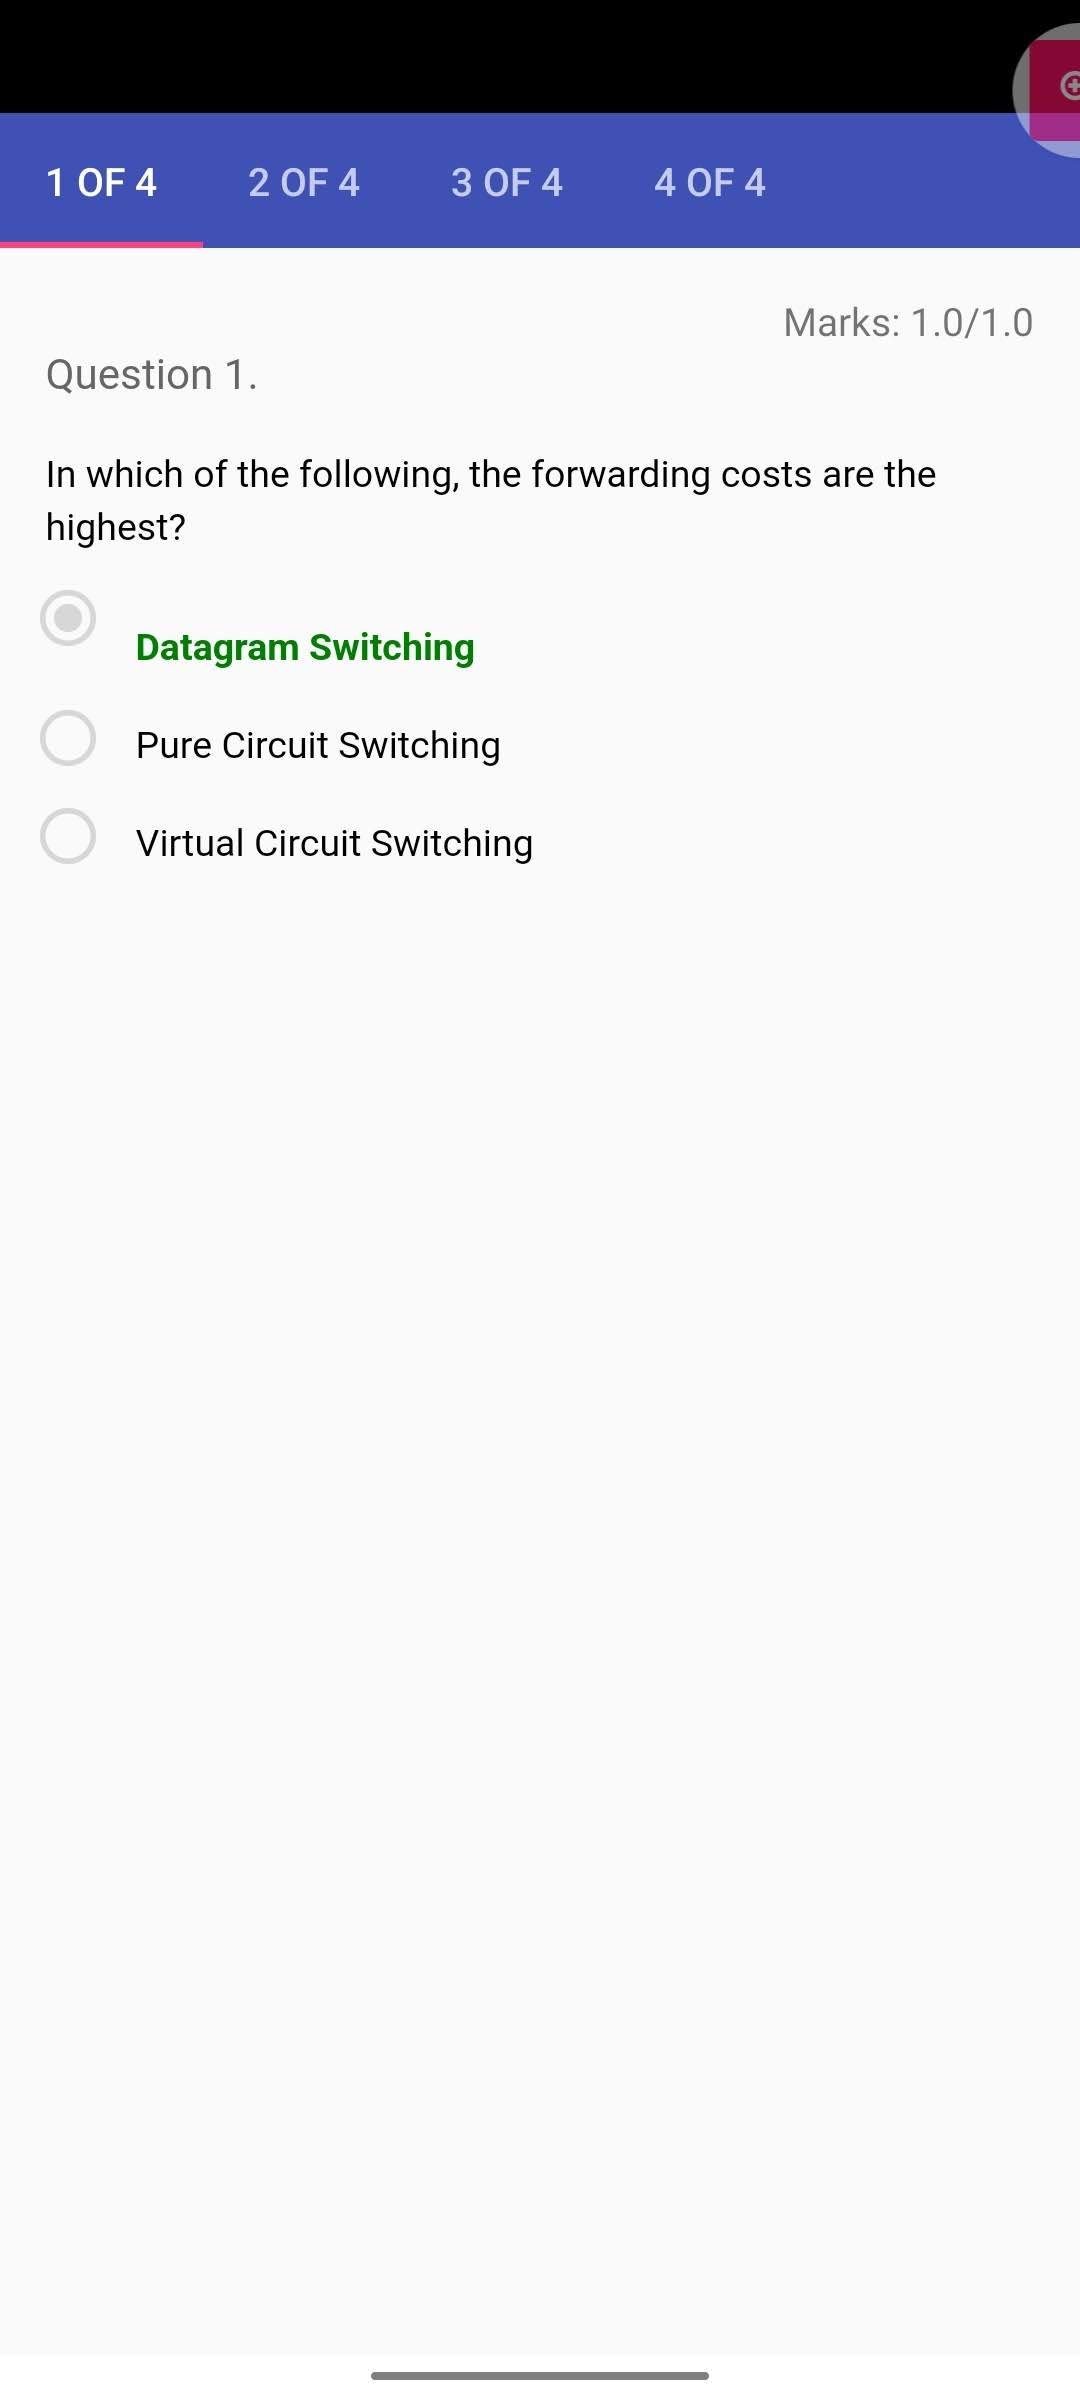 1 OF 4 2 OF 4 3 OF 4 4 OF 4
Marks: 1.0/1.0
Question 1.
In which of the following, the forwarding costs are the
highest?
Datagram Switching
Pure Circuit Switching
Virtual Circuit Switching